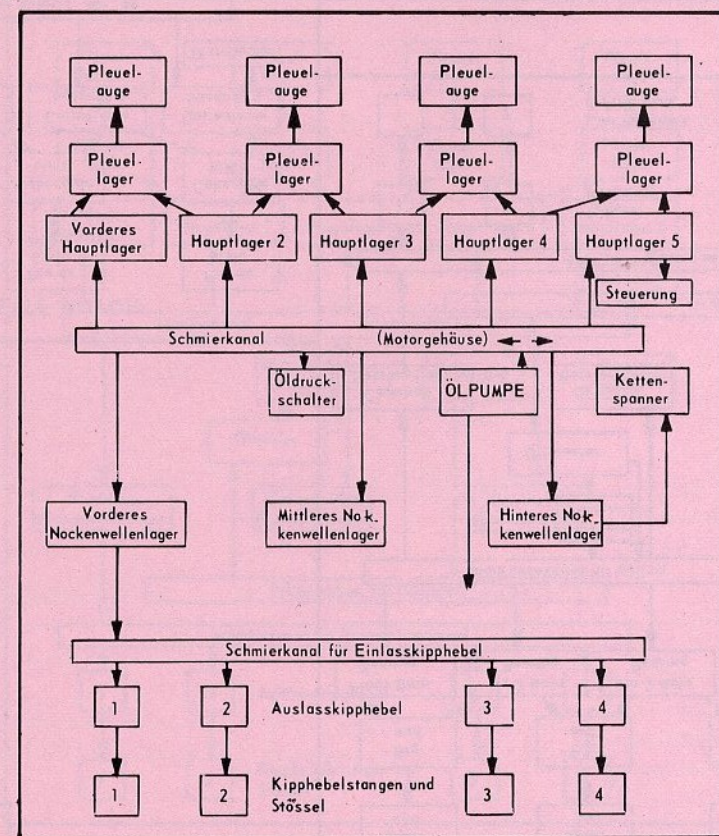 Pleuel-
auge
Pleuel-
auge
Pleuel-
auge
Pleuel-
auge
Pleuel-
lager
Pleuel-
lager
Pleuel-
lager
Pleuel-
lager
Vorderes
Hauptlager
Hauptlager 2
Hauptlager 3
Hauptlager 4
Hauptlager 5
Steuerung
Schmierkanal (Motorgehäuse)
Öldruck-
schalter
ÖLPUMPE
Ketten-
spanner
Vorderes
Nockenwellenlager
Mittleres Nok-
kenwellenlager
Hinteres Nok-
kenwellenlager
Schmierkanal für Einlasskipphebel
1 2 Auslasskipphebel 3 4
1 2 Kipphebelstangen und 3 4
Stössel